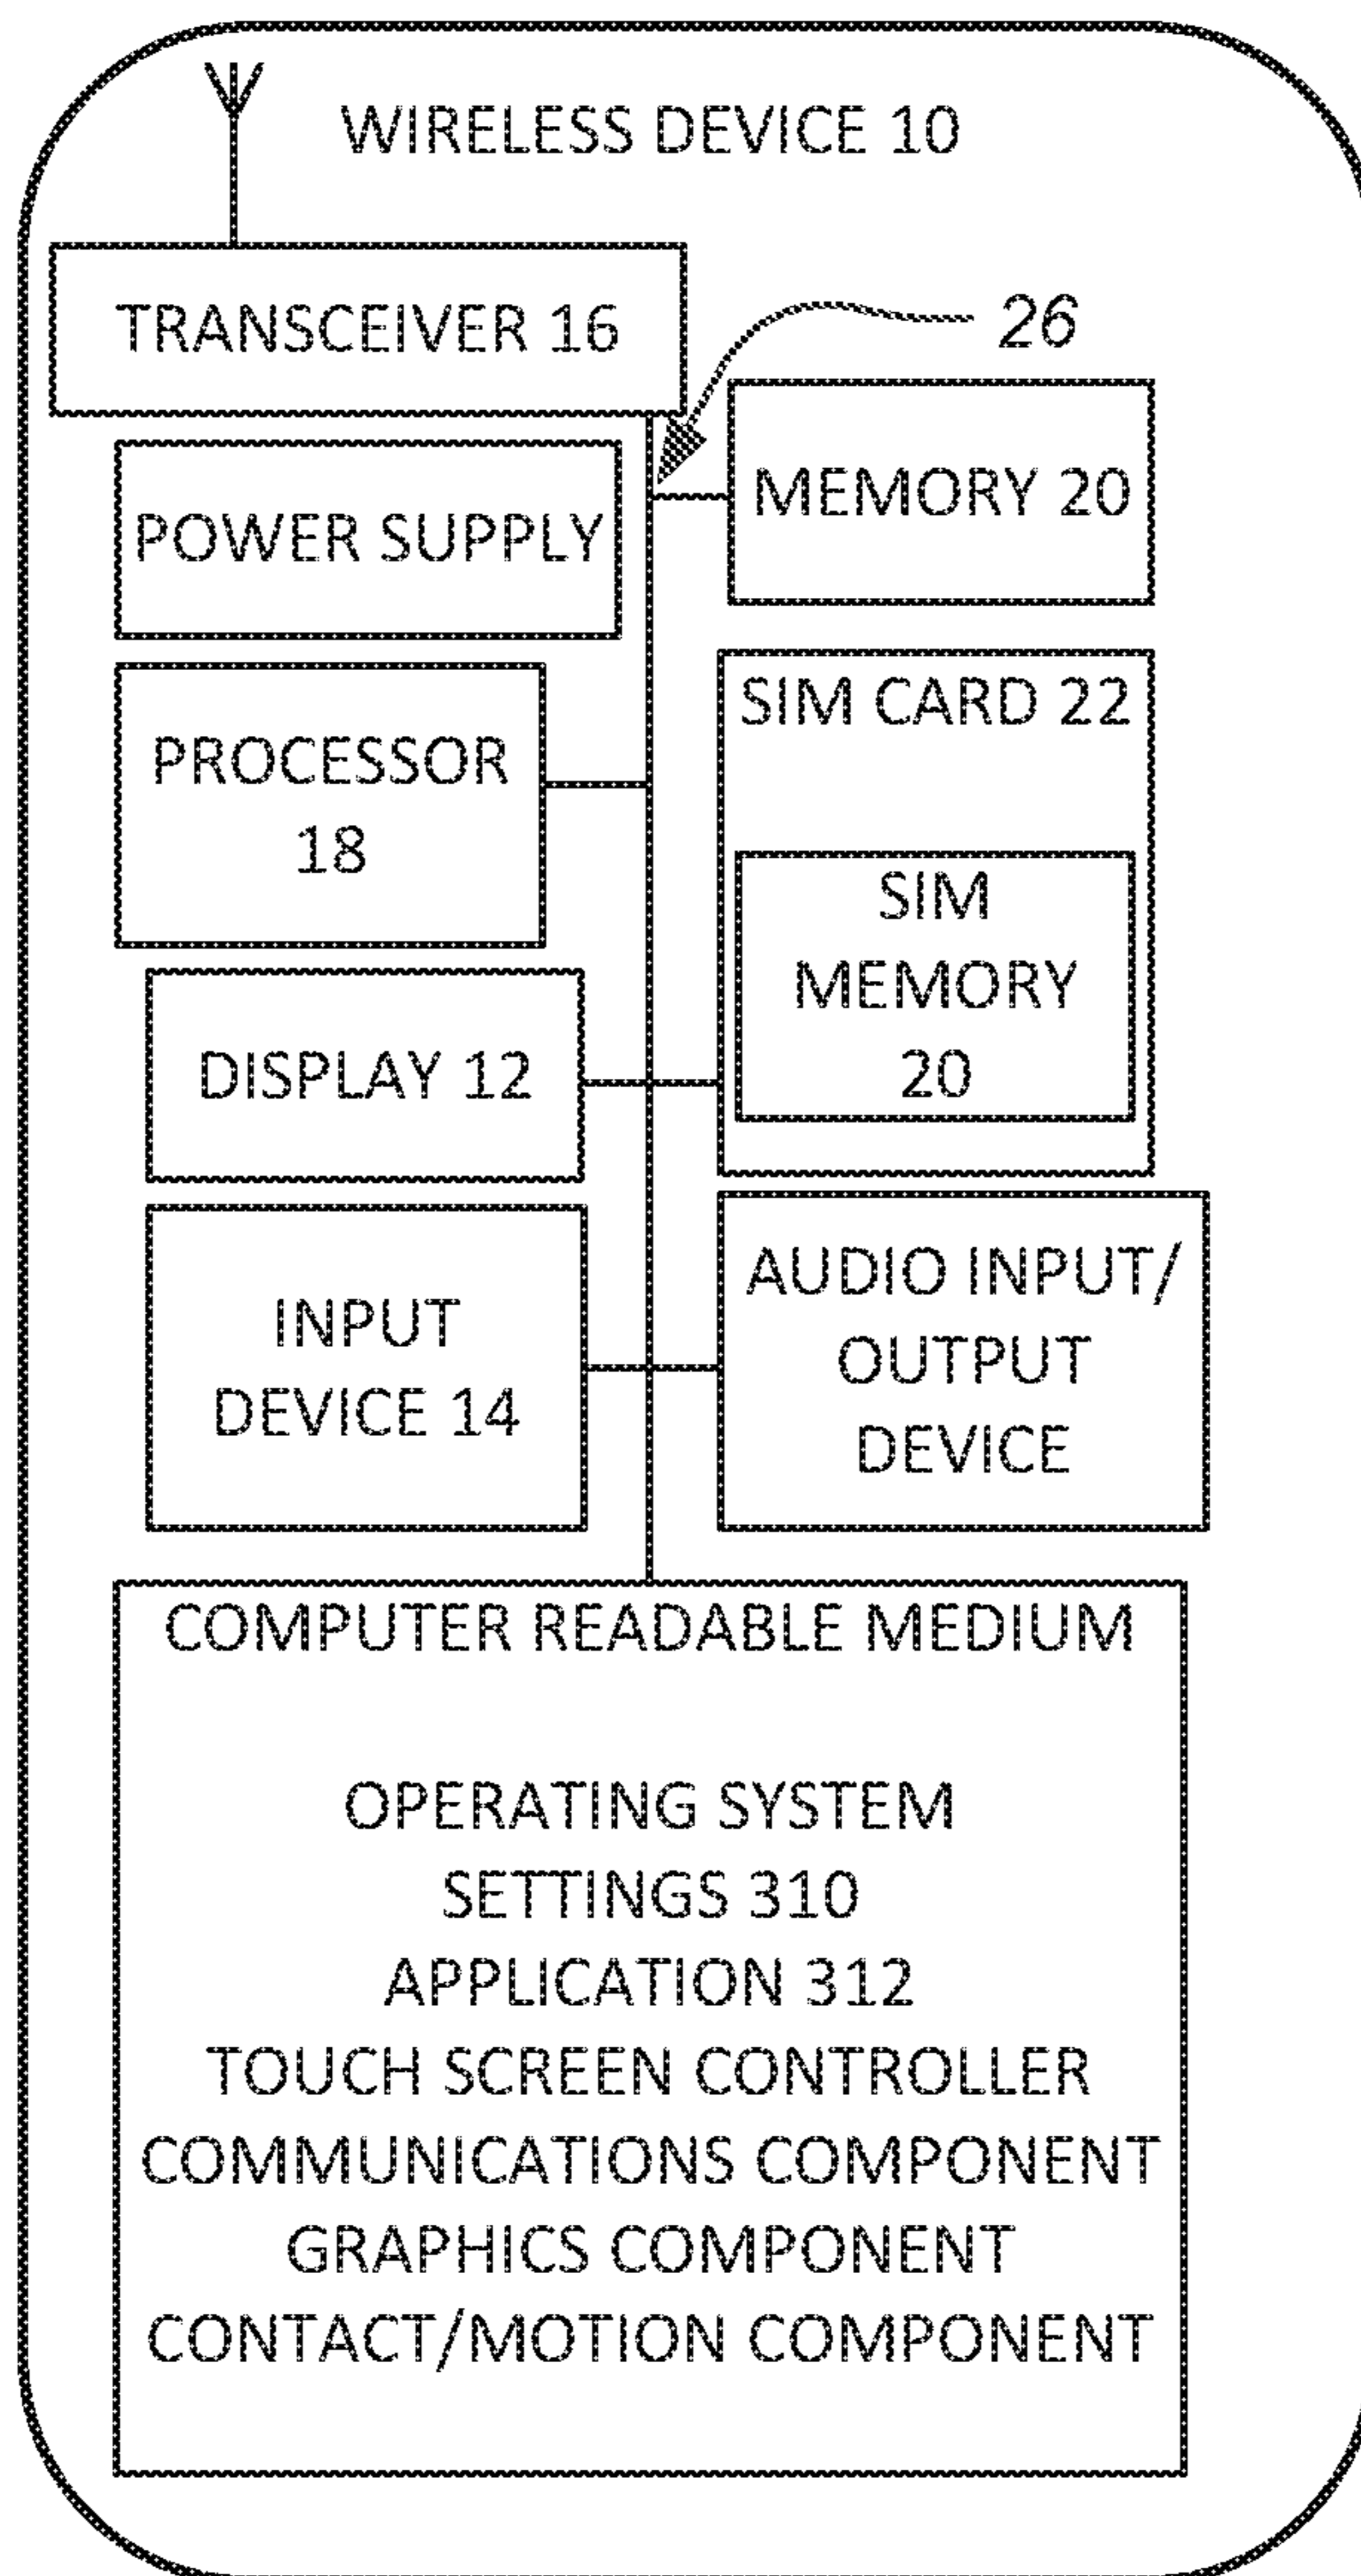 WIRELESS DEVICE 10
TRANSCEIVER 16
26
POWER SUPPLY
MEMORY 20
PROCESSOR
18
SIM CARD 22
SIM
MEMORY
20
DISPLAY 12
INPUT
DEVICE 14
AUDIO INPUT/
OUTPUT
DEVICE
COMPUTER READABLE MEDIUM
OPERATING SYSTEM
SETTINGS 310
APPLICATION 312
TOUCH SCREEN CONTROLLER
COMMUNICATIONS COMPONENT
GRAPHICS COMPONENT
CONTACT/MOTION COMPONENT